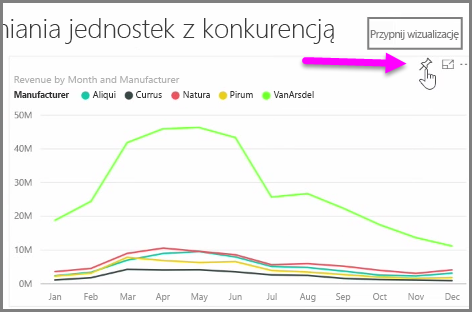 niania jednostek z konkurencją
Przypnij wizualizację
Revenue by Month and Manufacturer
Manufacturer Aliqui Currus Natura Pirum VanArsdel
50M
40M
30M
20M
10M
0M
Jan Feb Mar Apr May Jun Jul Aug Sep Oct Nov Dec